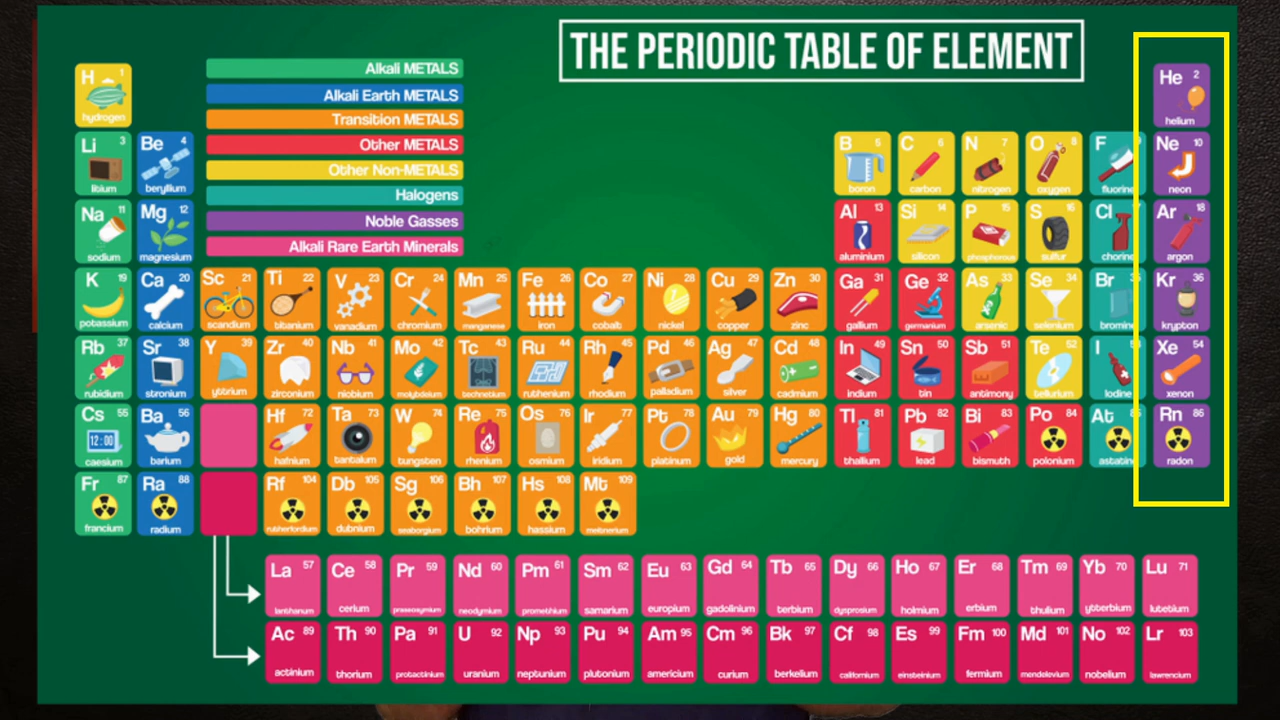 THE PERIODIC TABLE OF ELEMENT
Alkali METALS
Alkali Earth METALS
Transition METALS
Other METALS
Other Non-METALS
Halogens
Noble Gasses
Alkali Rare Earth Minerals
H 1 He 2
hydrogen helium
Li 3 Be 4 B 5 C 6 N 7 O 8 F 9 Ne 10
libium beryllium boron carbon nitrogen oxygen fluorine neon
Na 11 Mg 12 Al 13 Si 14 P 15 S 16 Cl Ar 18
sodium magnesium aluminium silicon phospherous sulfur chorine argon
K 19 Ca 20 Sc 21 Ti 22 V 23 Cr 24 Mn 25 Fe 26 Co 27 Ni 28 Cu 29 Zn 30 Ga 31 Ge 32 As 33 Se 34 Br Kr 36
potassium calcium scandium titanium vanadium chromium manganese iron cobalt nickel copper zinc gallium germanium arsenic selenium bromine krypton
Rb 37 Sr 38 Y 39 Zr 40 Nb 41 Mo 42 Tc 43 Ru 44 Rh 45 Pd 46 Ag 47 Cd 48 In 49 Sn 50 Sb 51 Te 52 I Xe 54
rubidium stronium yttrium zirconium niobium technetium ruthenium rhodium palladium silver cadmium indium tin antimony tellurium Iodine xenon
Cs 55 Ba 56 Hf 72 Ta 73 W 74 Re 75 Os 76 Ir 77 Pt 78 Au 79 Hg 80 Tl 81 Pb 82 Bi 83 Po 84 At Rn 86
12:00
caesium barium hafnium tantalum tungsten rhenium osmium iridium platinum gold mercury thallium lead bismuth polonium astatine radon
Fr 87 Ra 88 Rf 104 Db 105 Sg 106 Bh 107 Hs 108 Mt 109
francium radium rutherfordium dubnium seaborgium bohrium hassium meitnerium
La 57 Ce 58 Pr 59 Nd 60 Pm 61 Sm 62 Eu 63 Gd 64 Tb 65 Dy 66 Ho 67 Er 68 Tm 69 Yb 70 Lu 71
lanthanum cerium praseosymium neodymium promethium samarium europium gadolinium terbium dysprosium holmium erbium thulium ytterbium lutetium
Ac 89 Th 90 Pa 91 U 92 Np 93 Pu 94 Am 95 Cm 96 Bk 97 Cf 98 Es 99 Fm 100 Md 101 No 102 Lr 103
actinium thorium protactinium uranium neptunium plutonium americium curium berkelium californium einsteinium fermium mendelevium nobelium lawrencium